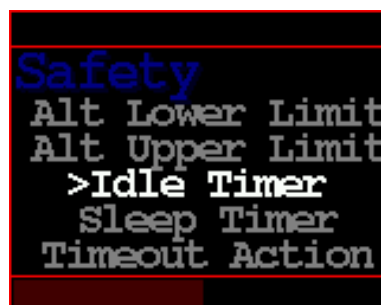 Safety
Alt Lower Limit
Alt Upper Limit
>Idle Timer
Sleep Timer
Timeout Action